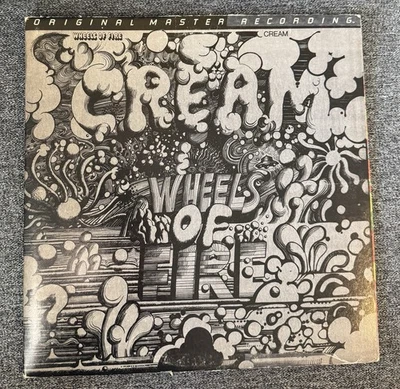 ORIGINAL MASTER RECORDING
WHEELS OF FIRE CREAM
CREAM
WHEELS
OF
FIRE